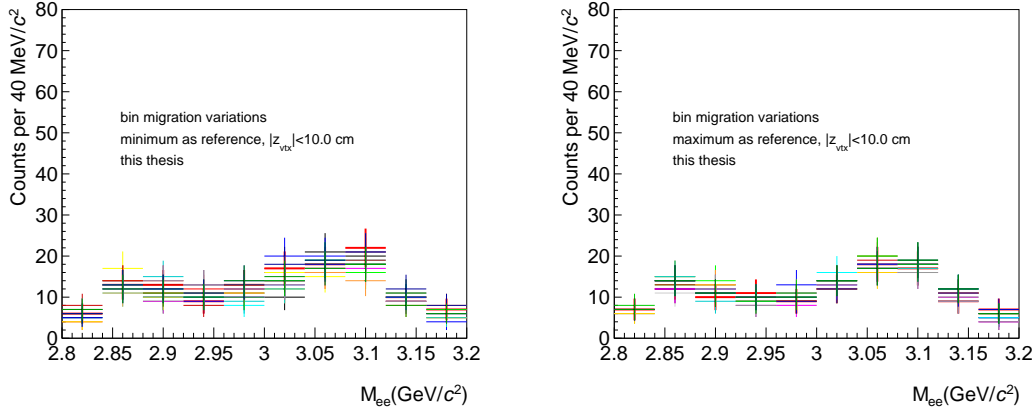 Counts per 40 MeV/c²
80
70
60
50
40
30
20
10
0
bin migration variations
minimum as reference, |z_vtx|<10.0 cm
this thesis
2.8 2.85 2.9 2.95 3 3.05 3.1 3.15 3.2
M_ee(GeV/c²)
Counts per 40 MeV/c²
80
70
60
50
40
30
20
10
0
bin migration variations
maximum as reference, |z_vtx|<10.0 cm
this thesis
2.8 2.85 2.9 2.95 3 3.05 3.1 3.15 3.2
M_ee(GeV/c²)